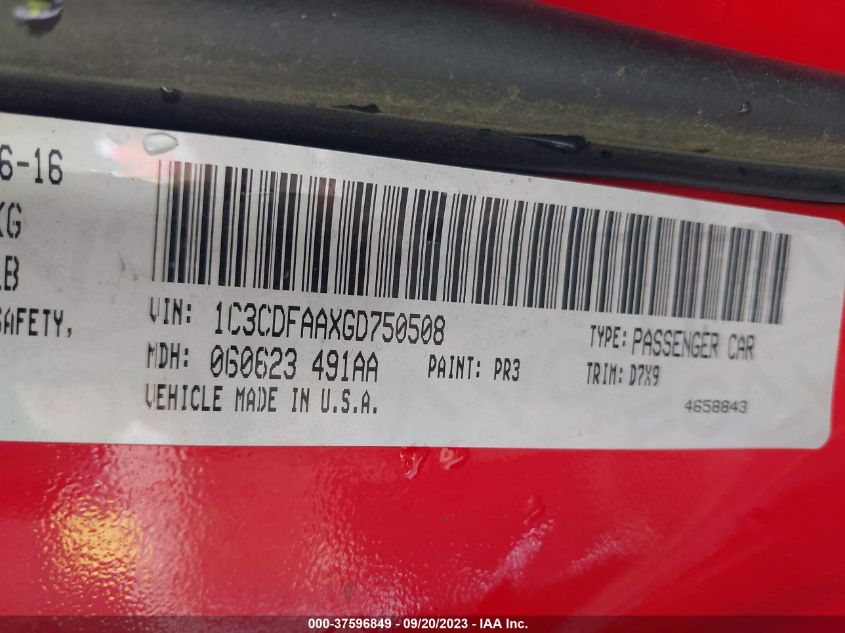 6-16
KG
LB
SAFETY,
VIN: 1C3CDFAAXGD750508
TYPE: PASSENGER CAR
MDH: 060623 491AA
PAINT: PR3
TRIM: D7X9
VEHICLE MADE IN U.S.A.
4658843
000-37596849 - 09/20/2023 - IAA Inc.